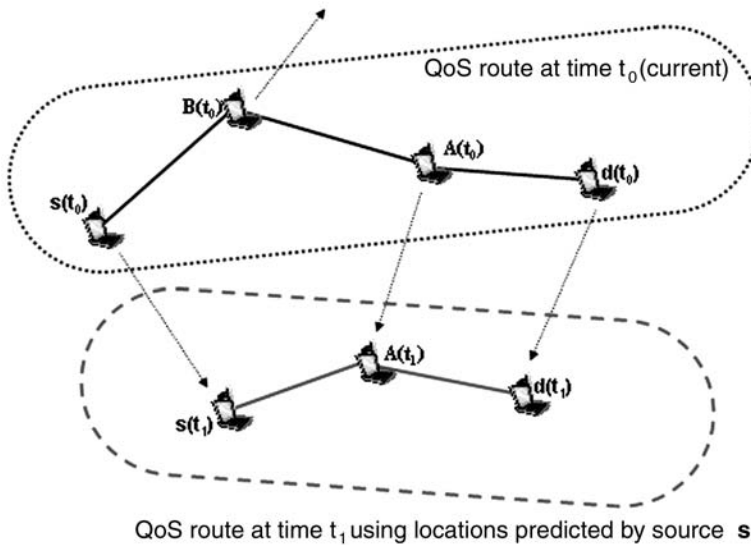 QoS route at time t₀(current)
B(t₀)
A(t₀)
d(t₀)
s(t₀)
A(t₁)
d(t₁)
s(t₁)
QoS route at time t₁ using locations predicted by source s